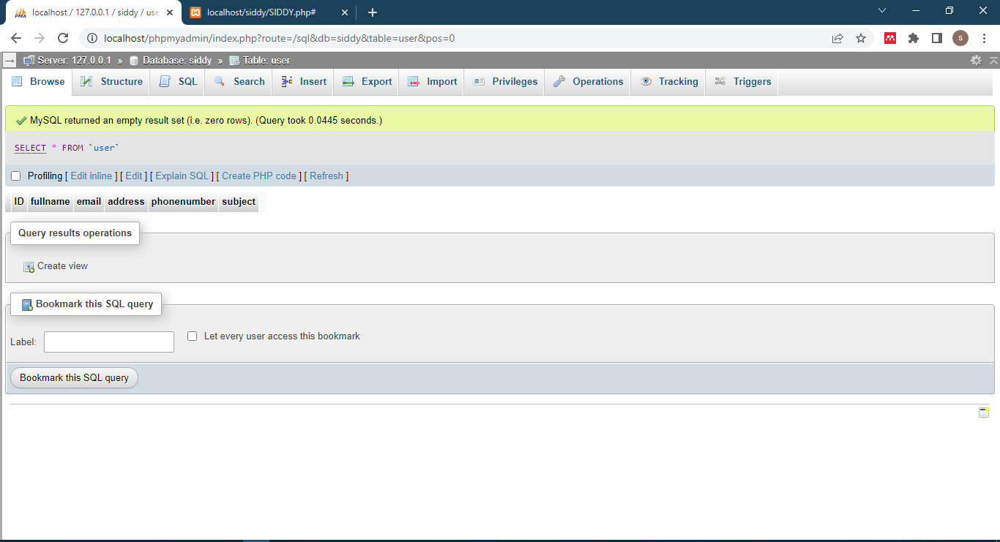 localhost / 127.0.0.1 / siddy / use
localhost/siddy/SIDDY.php#
localhost/phpmyadmin/index.php?route=/sql&db=siddy&table=user&pos=0
S
Server: 127.0.0.1 » Database: siddy » Table: user
Browse Structure SQL Search Insert Export Import Privileges Operations Tracking Triggers
MySQL returned an empty result set (i.e. zero rows). (Query took 0.0445 seconds.)
SELECT * FROM `user`
Profiling [ Edit inline ] [ Edit ] [ Explain SQL ] [ Create PHP code ] [ Refresh ]
ID fullname email address phonenumber subject
Query results operations
Create view
Bookmark this SQL query
Label:
Let every user access this bookmark
Bookmark this SQL query